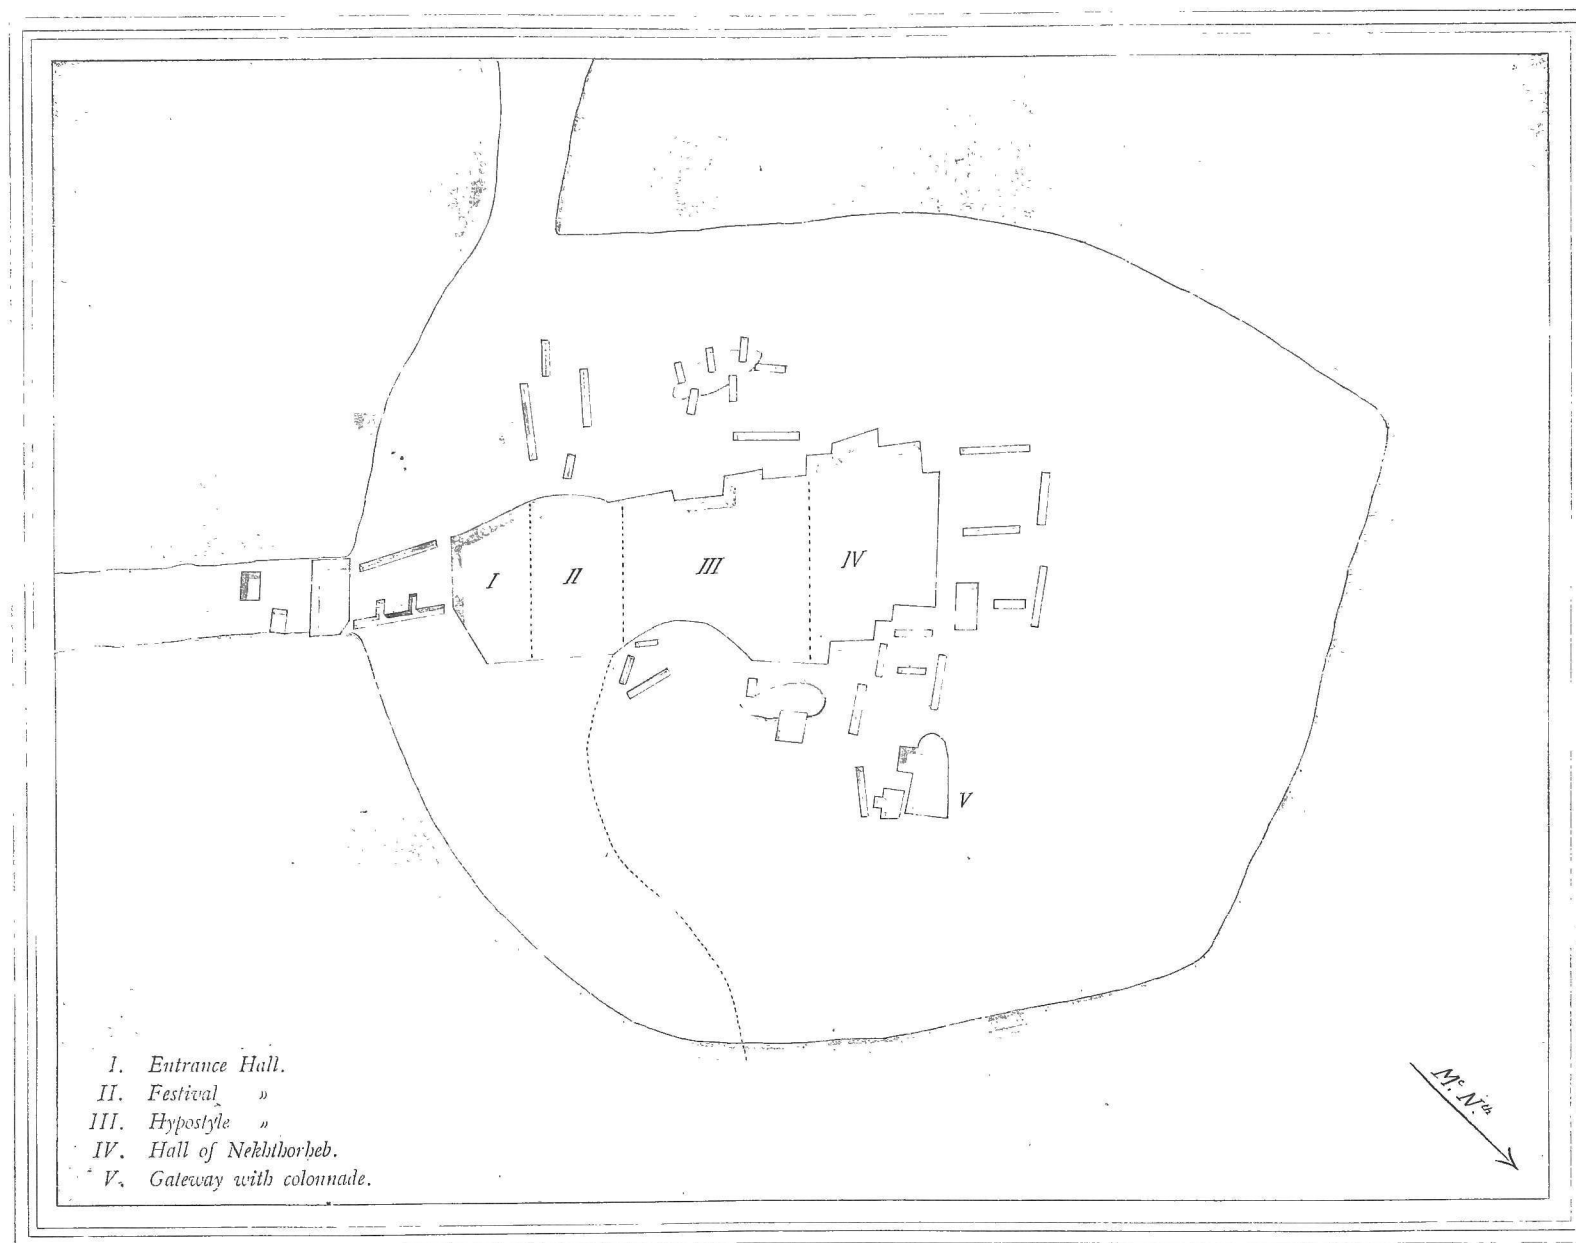 I II III IV
V
Mᶜ. Nᵗʰ.
I. Entrance Hall.
II. Festival „
III. Hypostyle „
IV. Hall of Nekhthorheb.
V. Gateway with colonnade.